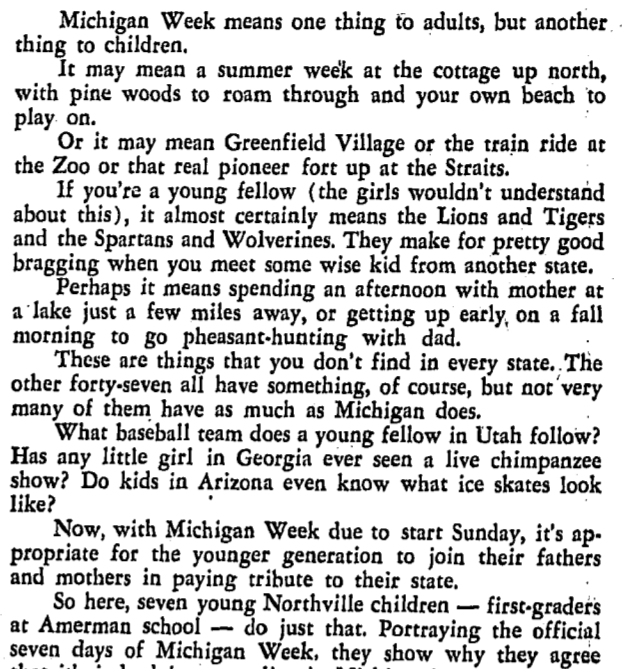 Michigan Week means one thing to adults, but another
thing to children.
It may mean a summer week at the cottage up north,
with pine woods to roam through and your own beach to
play on.
Or it may mean Greenfield Village or the train ride at
the Zoo or that real pioneer fort up at the Straits.
If you're a young fellow (the girls wouldn't understand
about this), it almost certainly means the Lions and Tigers
and the Spartans and Wolverines. They make for pretty good
bragging when you meet some wise kid from another state.
Perhaps it means spending an afternoon with mother at
a lake just a few miles away, or getting up early on a fall
morning to go pheasant-hunting with dad.
These are things that you don't find in every state. The
other forty-seven all have something, of course, but not very
many of them have as much as Michigan does.
What baseball team does a young fellow in Utah follow?
Has any little girl in Georgia ever seen a live chimpanzee
show? Do kids in Arizona even know what ice skates look
like?
Now, with Michigan Week due to start Sunday, it's ap-
propriate for the younger generation to join their fathers
and mothers in paying tribute to their state.
So here, seven young Northville children — first-graders
at Amerman school — do just that. Portraying the official
seven days of Michigan Week, they show why they agree